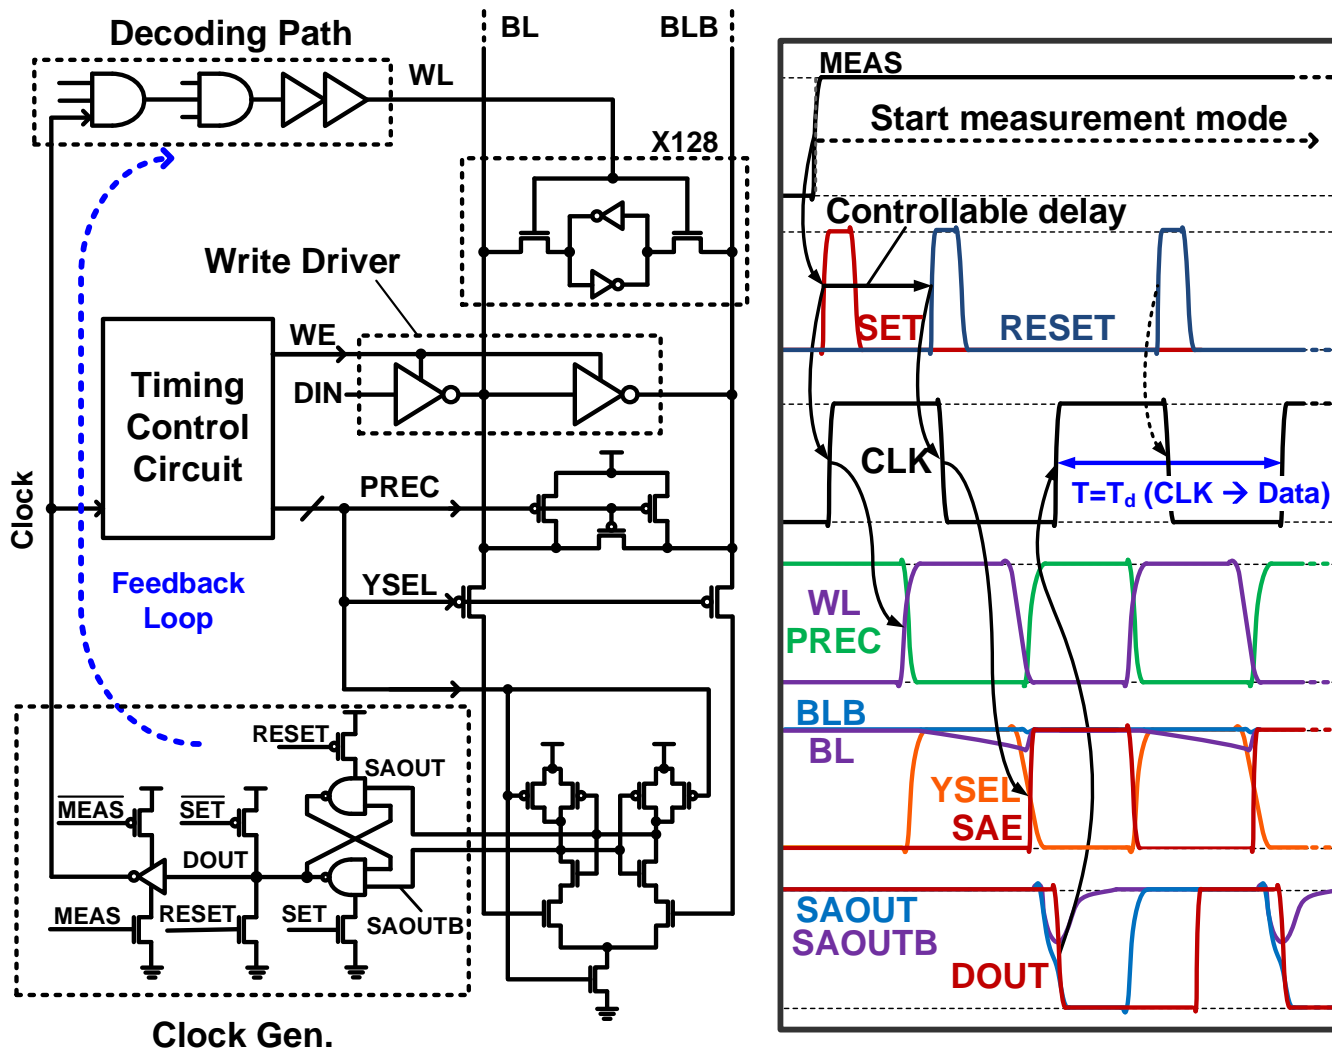 Decoding Path
BL
BLB
WL
X128
Write Driver
WE
DIN
Timing
Control
Circuit
PREC
Clock
Feedback
Loop
YSEL
RESET
SAOUT
MEAS
SET
DOUT
MEAS
RESET
SET
SAOUTB
Clock Gen.
MEAS
Start measurement mode
Controllable delay
SET
RESET
CLK
T=Td (CLK → Data)
WL
PREC
BLB
BL
YSEL
SAE
SAOUT
SAOUTB
DOUT